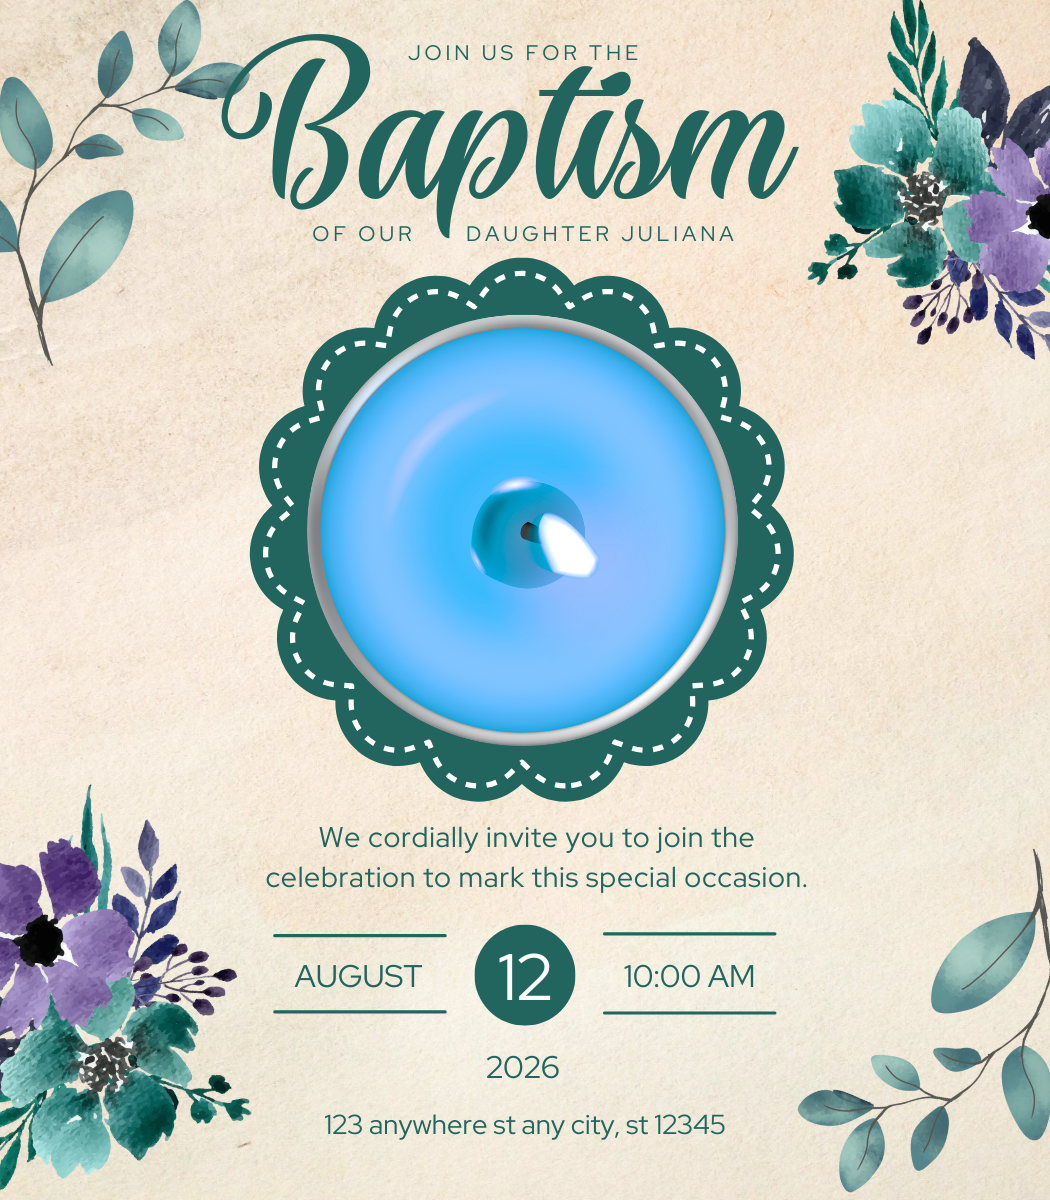 JOIN US FOR THE
Baptism
OF OUR DAUGHTER JULIANA
We cordially invite you to join the
celebration to mark this special occasion.
AUGUST 12 10:00 AM
2026
123 anywhere st any city, st 12345